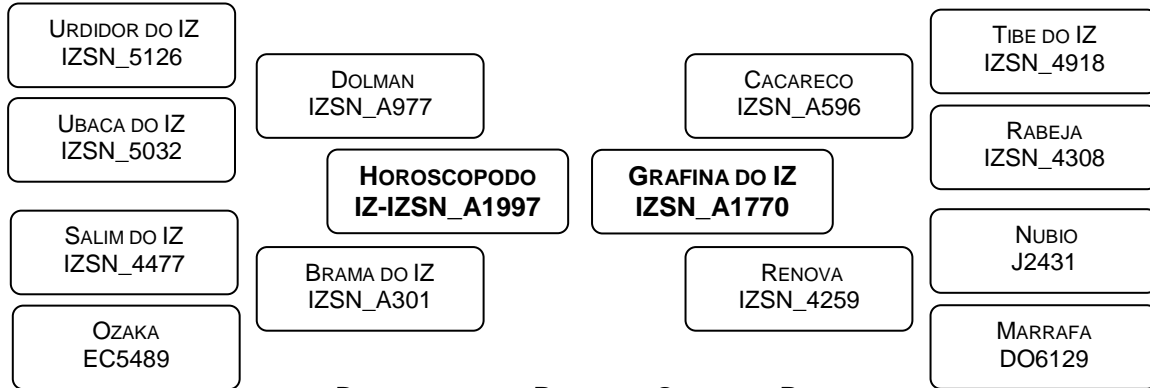 URDIDOR DO IZ
IZSN_5126
UBACA DO IZ
IZSN_5032
SALIM DO IZ
IZSN_4477
OZAKA
EC5489
DOLMAN
IZSN_A977
BRAMA DO IZ
IZSN_A301
HOROSCOPODO
IZ-IZSN_A1997
GRAFINA DO IZ
IZSN_A1770
CACARECO
IZSN_A596
RENOVA
IZSN_4259
TIBE DO IZ
IZSN_4918
RABEJA
IZSN_4308
NUBIO
J2431
MARRAFA
DO6129